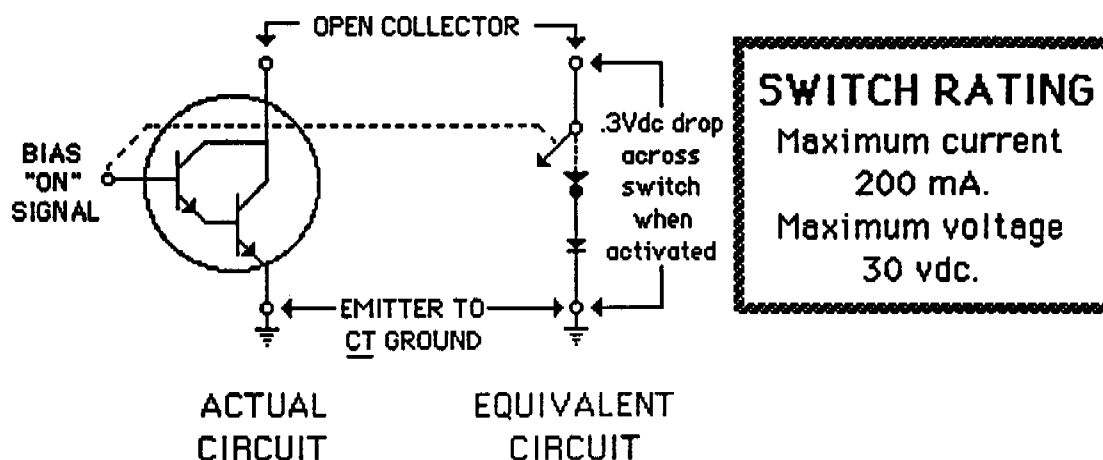 OPEN COLLECTOR
BIAS
"ON"
SIGNAL
.3Vdc drop
across
switch
when
activated
EMITTER TO
CT GROUND
ACTUAL
CIRCUIT
EQUIVALENT
CIRCUIT
SWITCH RATING
Maximum current
200 mA.
Maximum voltage
30 vdc.